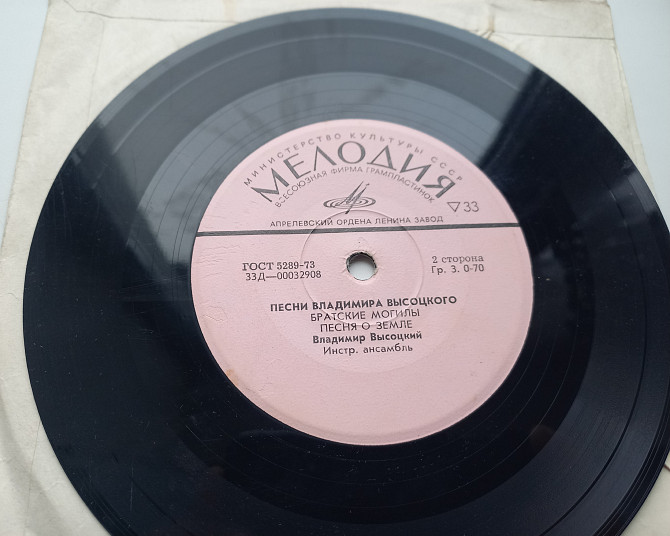 МИНИСТЕРСТВО КУЛЬТУРЫ СССР
МЕЛОДИЯ
ВСЕСОЮЗНАЯ ФИРМА ГРАМПЛАСТИНОК
▽33
АПРЕЛЕВСКИЙ ОРДЕНА ЛЕНИНА ЗАВОД
ГОСТ 5289-73
33Д—00032908
2 сторона
Гр. 3. 0-70
ПЕСНИ ВЛАДИМИРА ВЫСОЦКОГО
БРАТСКИЕ МОГИЛЫ
ПЕСНЯ О ЗЕМЛЕ
Владимир Высоцкий
Инстр. ансамбль